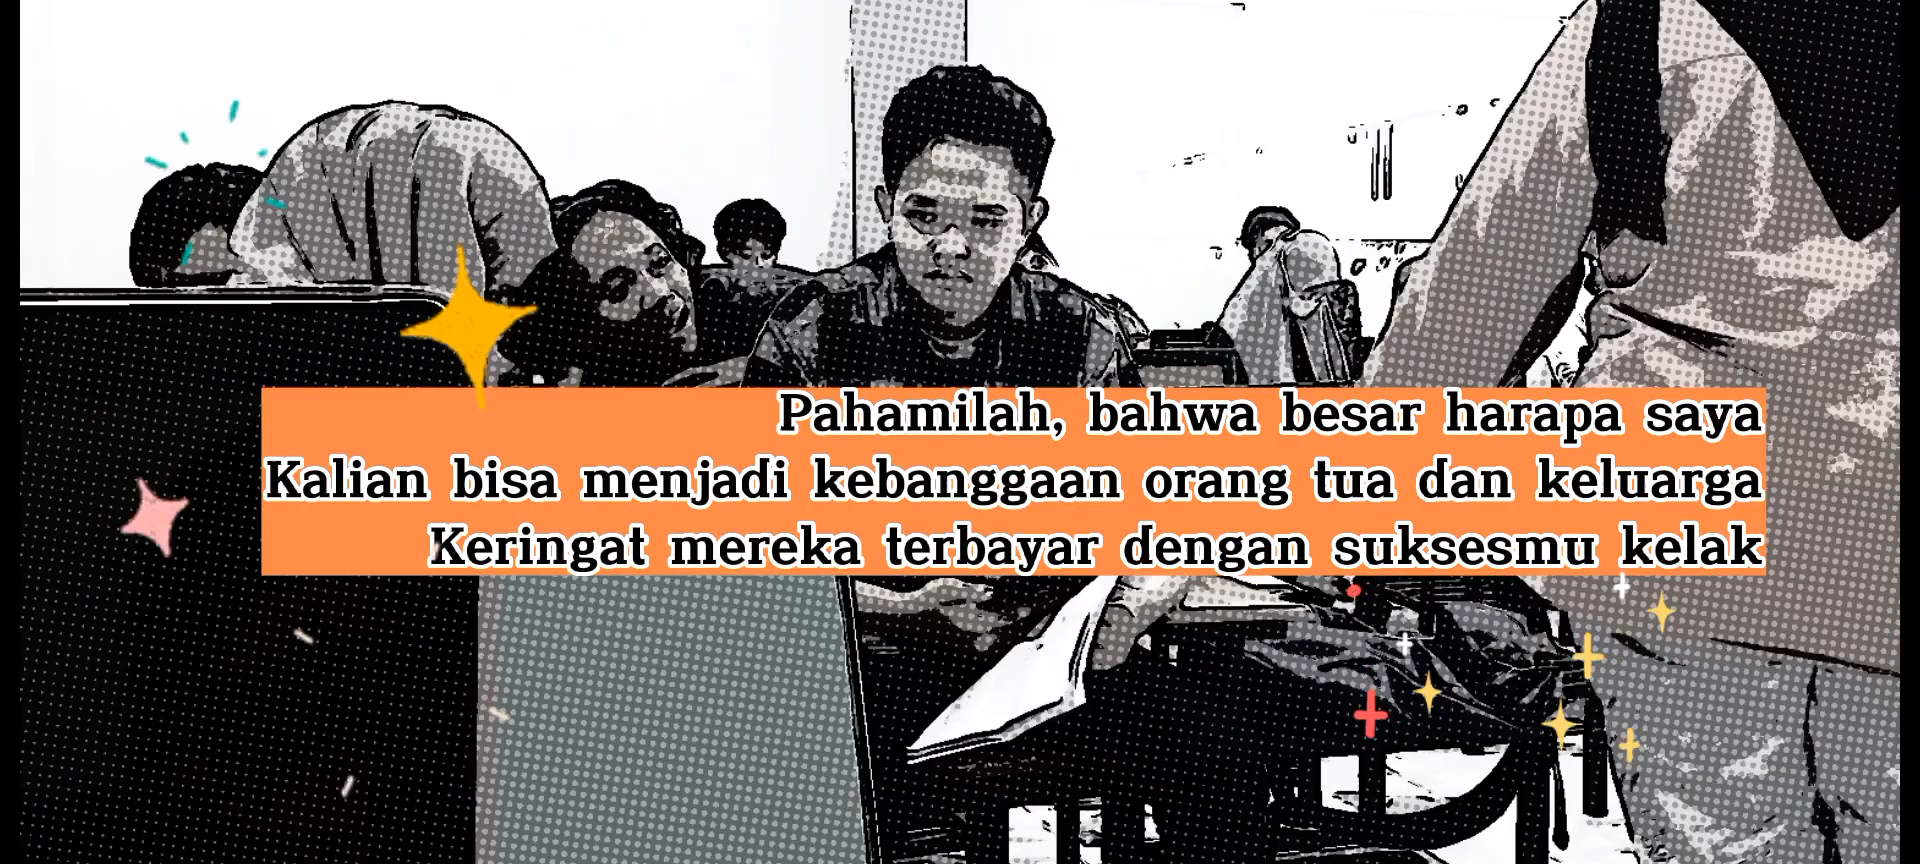 Pahamilah, bahwa besar harapa saya
Kalian bisa menjadi kebanggaan orang tua dan keluarga
Keringat mereka terbayar dengan suksesmu kelak